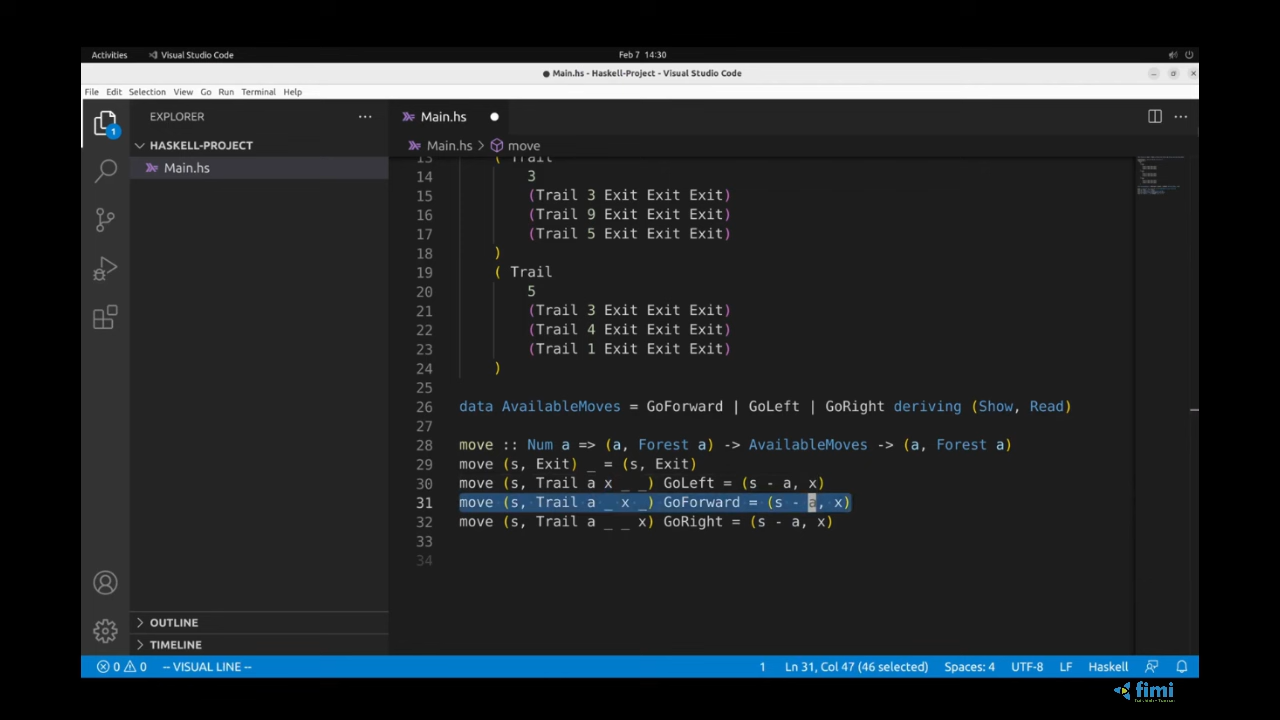 Activities Visual Studio Code Feb 7 14:30
Main.hs - Haskell-Project - Visual Studio Code
File Edit Selection View Go Run Terminal Help
EXPLORER
1
HASKELL-PROJECT
Main.hs
Main.hs
Main.hs > move
13 ( Trail
14 3
15 (Trail 3 Exit Exit Exit)
16 (Trail 9 Exit Exit Exit)
17 (Trail 5 Exit Exit Exit)
18 )
19 ( Trail
20 5
21 (Trail 3 Exit Exit Exit)
22 (Trail 4 Exit Exit Exit)
23 (Trail 1 Exit Exit Exit)
24 )
25
26 data AvailableMoves = GoForward | GoLeft | GoRight deriving (Show, Read)
27
28 move :: Num a => (a, Forest a) -> AvailableMoves -> (a, Forest a)
29 move (s, Exit) _ = (s, Exit)
30 move (s, Trail a x _ _) GoLeft = (s - a, x)
31 move (s, Trail a _ x _) GoForward = (s - a, x)
32 move (s, Trail a _ _ x) GoRight = (s - a, x)
33
34
OUTLINE
TIMELINE
0 0 -- VISUAL LINE -- 1 Ln 31, Col 47 (46 selected) Spaces: 4 UTF-8 LF Haskell
fimi